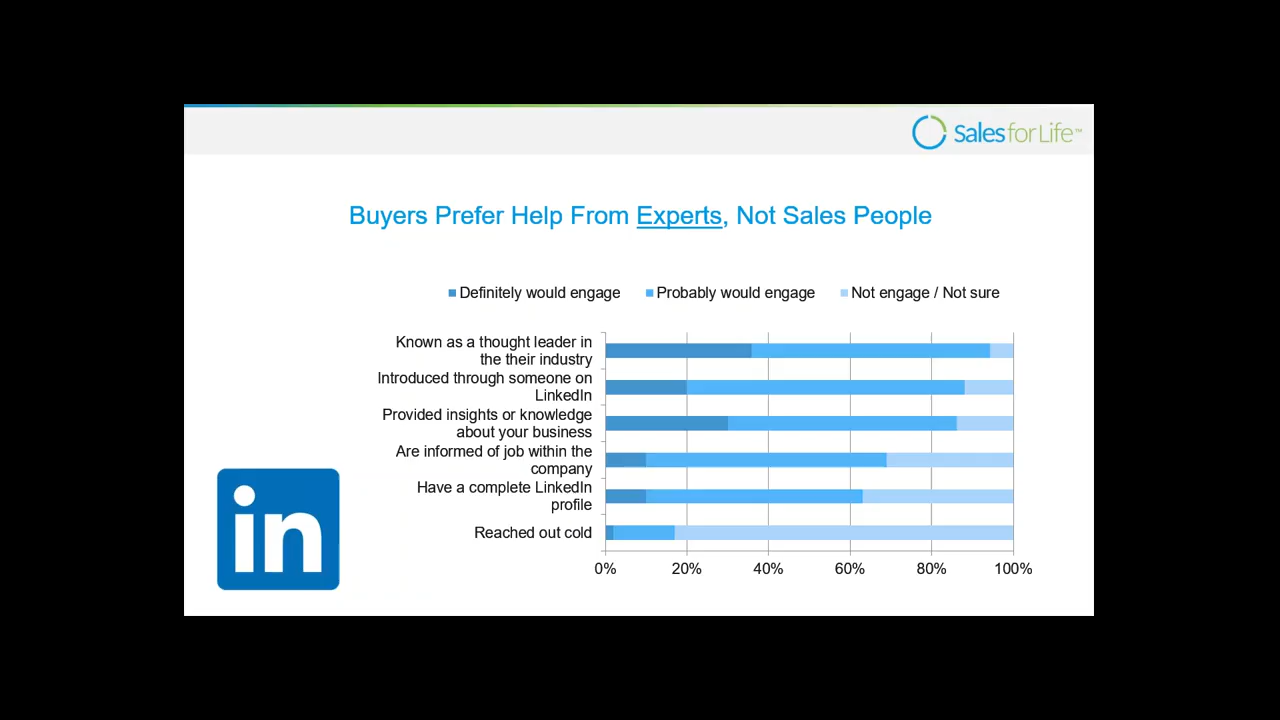 Sales for Life™
Buyers Prefer Help From Experts, Not Sales People
Definitely would engage Probably would engage Not engage / Not sure
Known as a thought leader in
the their industry
Introduced through someone on
LinkedIn
Provided insights or knowledge
about your business
Are informed of job within the
company
Have a complete LinkedIn
profile
Reached out cold
0% 20% 40% 60% 80% 100%
in